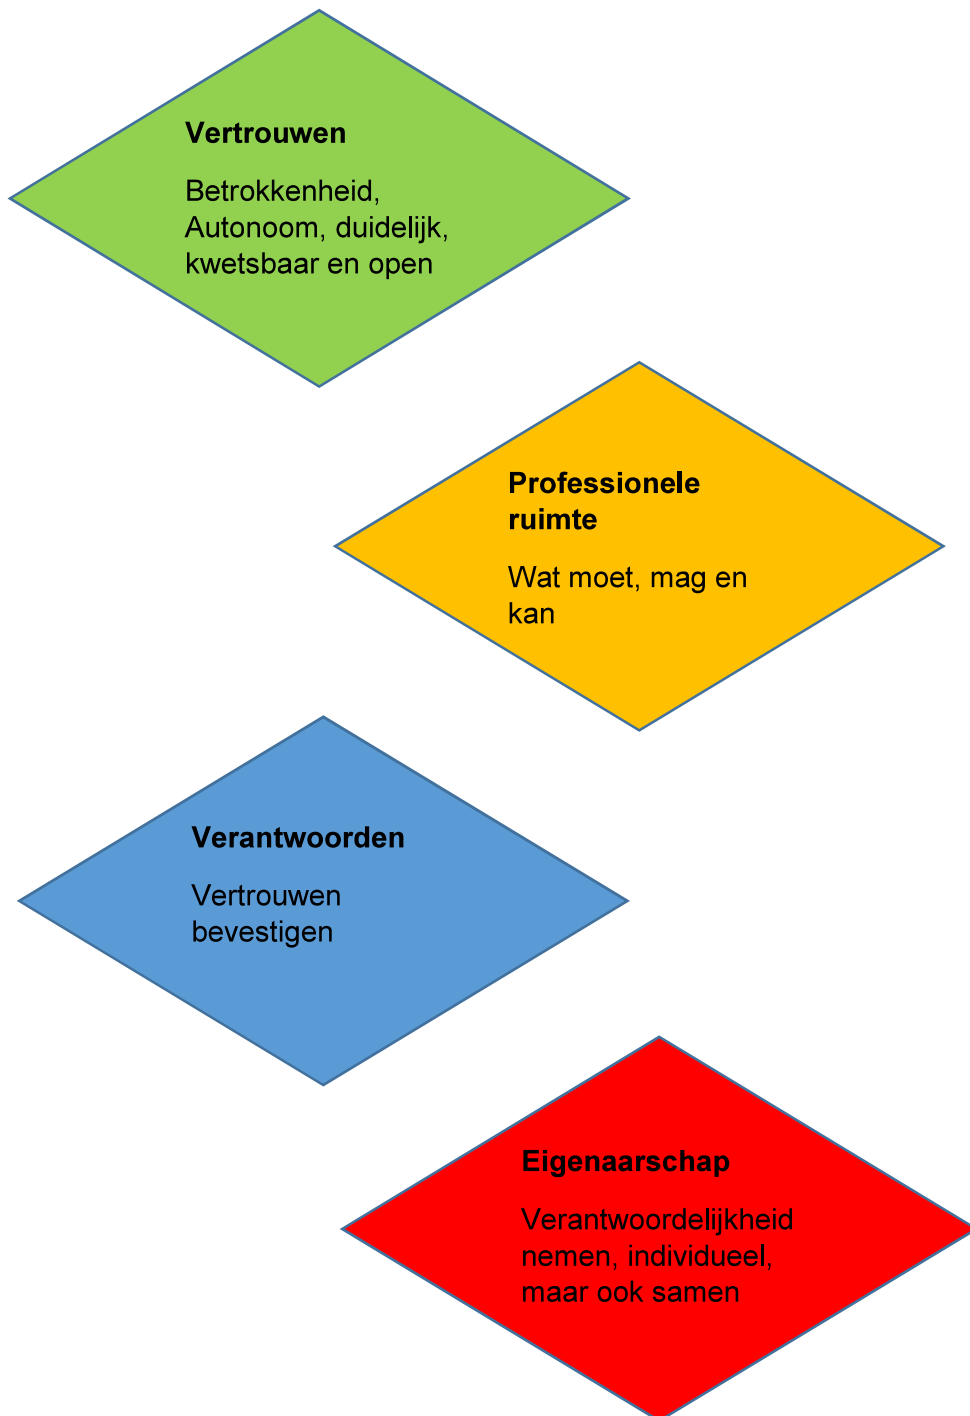 Vertrouwen
Betrokkenheid,
Autonoom, duidelijk,
kwetsbaar en open
Professionele
ruimte
Wat moet, mag en
kan
Verantwoorden
Vertrouwen
bevestigen
Eigenaarschap
Verantwoordelijkheid
nemen, individueel,
maar ook samen